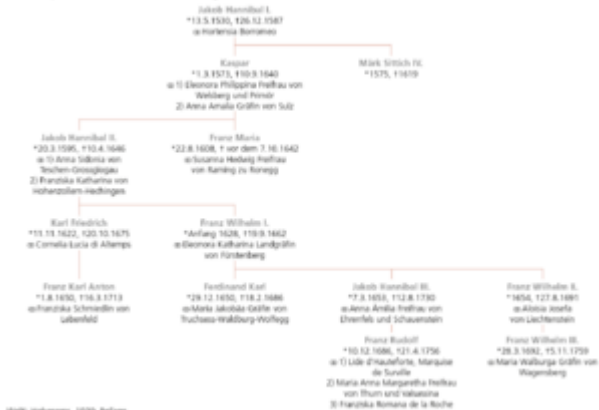 Jakob Hannibal I.
*13.5.1530, †26.12.1587
⚭ Hortensia Borromeo
Kaspar
*1.3.1573, †10.9.1640
⚭ 1) Eleonora Philippina Freifrau von
Welsberg und Primör
2) Anna Amalia Gräfin von Sulz
Märk Sittich IV.
*1575, †1619
Jakob Hannibal II.
*20.3.1595, †10.4.1646
⚭ 1) Anna Sidonia von
Teschen-Grossglogau
2) Franziska Katharina von
Hohenzollern-Hechingen
Franz Maria
*22.8.1608, † vor dem 7.10.1642
⚭ Susanna Hedwig Freifrau
von Raming zu Ronegg
Karl Friedrich
*11.11.1622, †20.10.1675
⚭ Cornelia Lucia di Altemps
Franz Wilhelm I.
*Anfang 1628, †19.9.1662
⚭ Eleonora Katharina Landgräfin
von Fürstenberg
Franz Karl Anton
*1.8.1650, †16.3.1713
⚭ Franziska Schmidlin von
Lebenfeld
Ferdinand Karl
*29.12.1650, †18.2.1686
⚭ Maria Jakobäa Gräfin von
Truchsess-Waldburg-Wolfegg
Jakob Hannibal III.
*7.3.1653, †12.8.1730
⚭ Anna Ämilia Freifrau von
Ehrenfels und Schauenstein
Franz Wilhelm II.
*1654, †27.8.1691
⚭ Aloisia Josefa
von Liechtenstein
Franz Rudolf
*10.12.1686, †21.4.1756
⚭ 1) Lide d'Hauteforte, Marquise
de Surville
2) Maria Anna Margaretha Freifrau
von Thurn und Valsassina
3) Franziska Romana de la Roche
Franz Wilhelm III.
*28.3.1692, †5.11.1759
⚭ Maria Walburga Gräfin von
Wagensberg